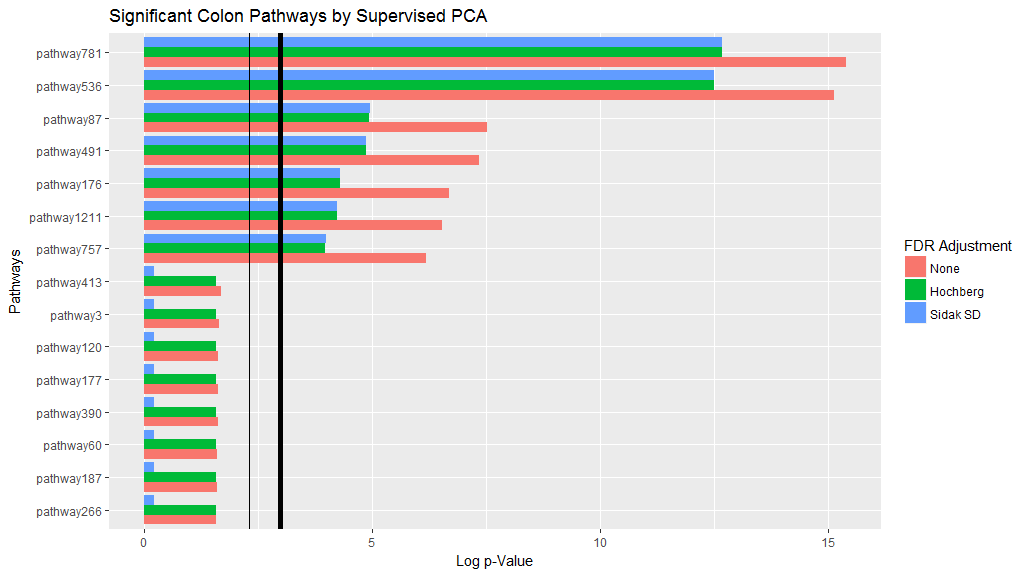 Significant Colon Pathways by Supervised PCA
pathway781
pathway536
pathway87
pathway491
pathway176
pathway1211
pathway757
pathway413
pathway3
pathway120
pathway177
pathway390
pathway60
pathway187
pathway266
Pathways
0 5 10 15
Log p-Value
FDR Adjustment
None
Hochberg
Sidak SD